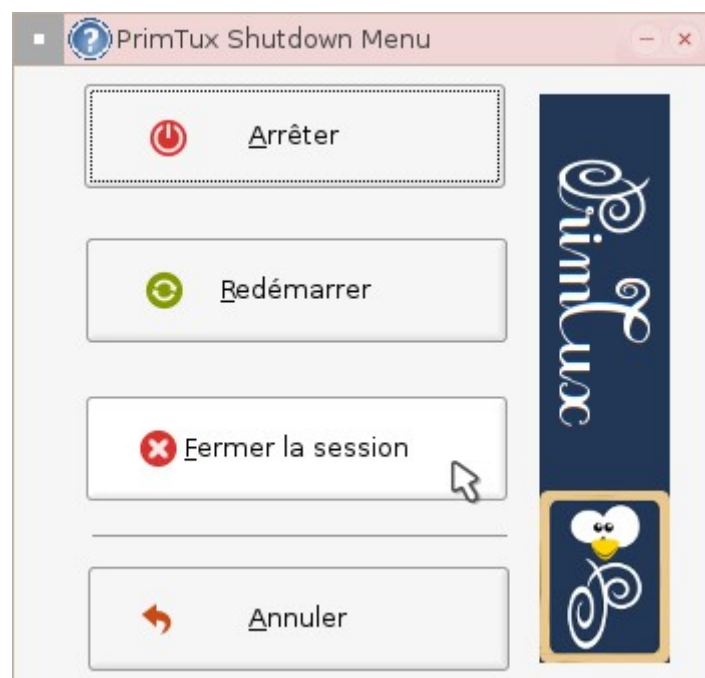 PrimTux Shutdown Menu
Arrêter
Redémarrer
Fermer la session
Annuler
PrimTux
P